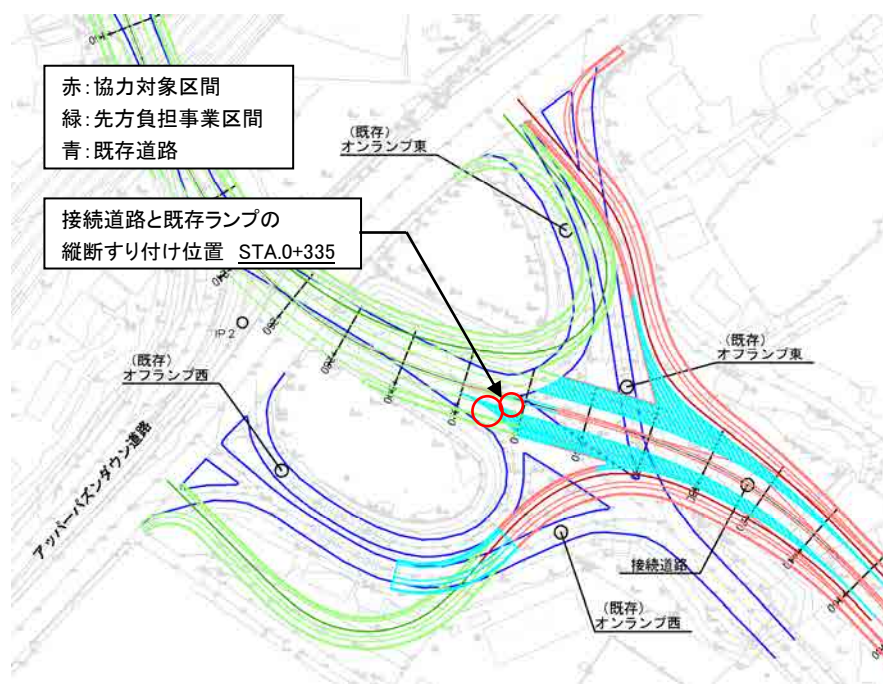 赤:協力対象区間
緑:先方負担事業区間
青:既存道路
接続道路と既存ランプの
縦断すり付け位置 STA.0+335
(既存)
オンランプ東
IP.2
(既存)
オフランプ西
(既存)
オフランプ東
アッパーパズンダウン道路
接続道路
(既存)
オンランプ西